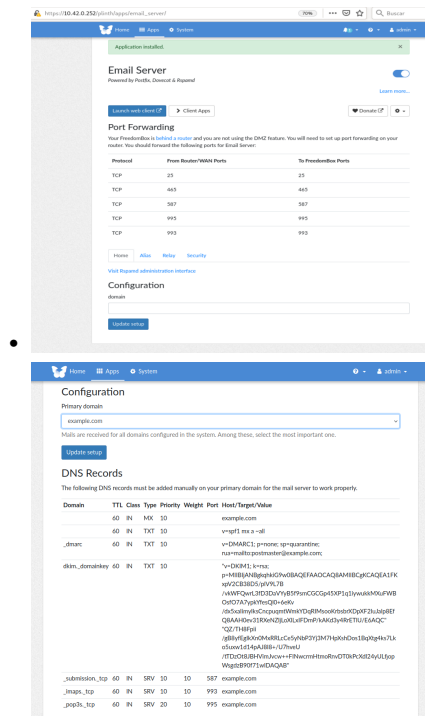 https://10.42.0.252/plinth/apps/email_server/
70%
Buscar
Home Apps System admin
Application installed. ×
Email Server
Powered by Postfix, Dovecot & Rspamd
Learn more...
Launch web client Client Apps Donate
Port Forwarding
Your FreedomBox is behind a router and you are not using the DMZ feature. You will need to set up port forwarding on your
router. You should forward the following ports for Email Server:
Protocol From Router/WAN Ports To FreedomBox Ports
TCP 25 25
TCP 465 465
TCP 587 587
TCP 995 995
TCP 993 993
Home Alias Relay Security
Visit Rspamd administration interface
Configuration
domain
Update setup
Home Apps System admin
Configuration
Primary domain
example.com
Mails are received for all domains configured in the system. Among these, select the most important one.
Update setup
DNS Records
The following DNS records must be added manually on your primary domain for the mail server to work properly.
Domain TTL Class Type Priority Weight Port Host/Target/Value
60 IN MX 10 example.com
60 IN TXT 10 v=spf1 mx a ~all
_dmarc 60 IN TXT 10 v=DMARC1; p=none; sp=quarantine;
rua=mailto:postmaster@example.com;
dkim._domainkey 60 IN TXT 10 "v=DKIM1; k=rsa;
_submission._tcp 60 IN SRV 10 10 587 example.com
_imaps._tcp 60 IN SRV 10 10 993 example.com
_pop3s._tcp 60 IN SRV 20 10 995 example.com